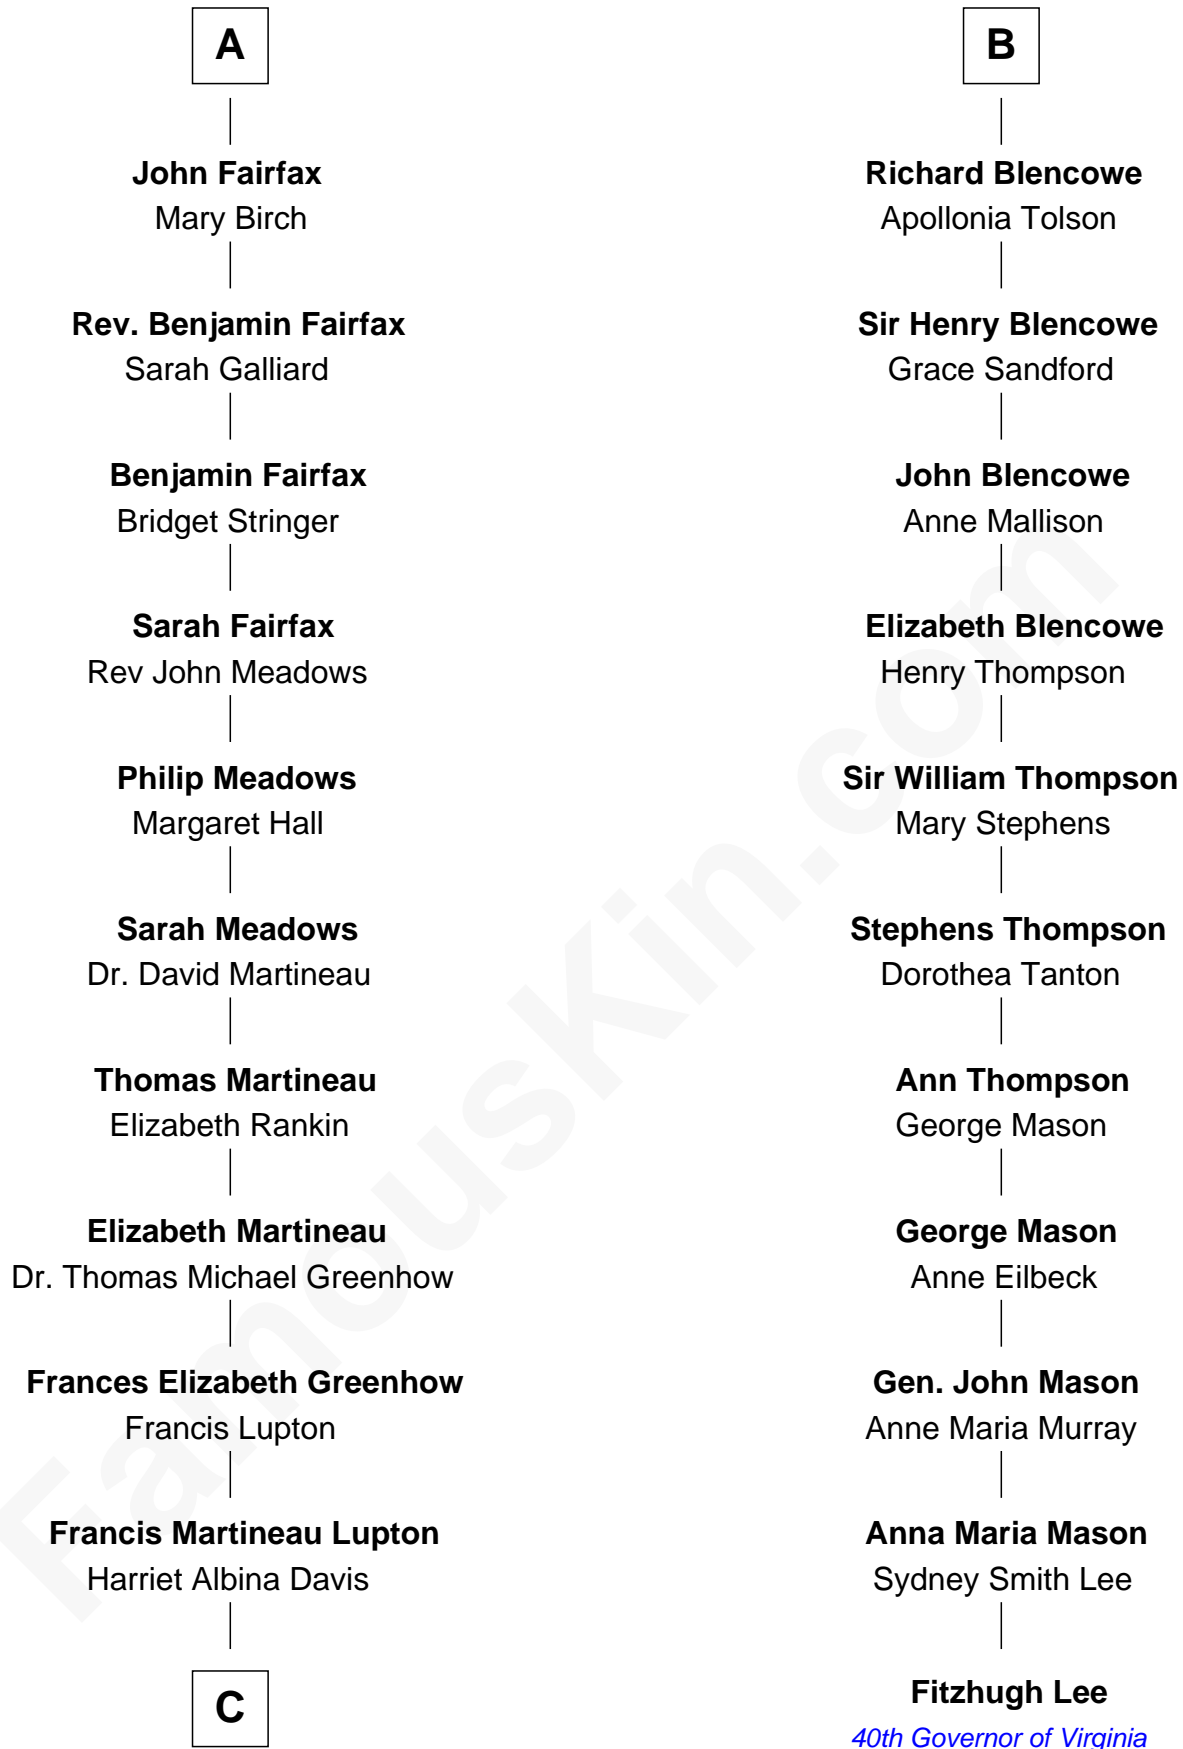 A
John Fairfax
Mary Birch
Rev. Benjamin Fairfax
Sarah Galliard
Benjamin Fairfax
Bridget Stringer
Sarah Fairfax
Rev John Meadows
Philip Meadows
Margaret Hall
Sarah Meadows
Dr. David Martineau
Thomas Martineau
Elizabeth Rankin
Elizabeth Martineau
Dr. Thomas Michael Greenhow
Frances Elizabeth Greenhow
Francis Lupton
Francis Martineau Lupton
Harriet Albina Davis
C
B
Richard Blencowe
Apollonia Tolson
Sir Henry Blencowe
Grace Sandford
John Blencowe
Anne Mallison
Elizabeth Blencowe
Henry Thompson
Sir William Thompson
Mary Stephens
Stephens Thompson
Dorothea Tanton
Ann Thompson
George Mason
George Mason
Anne Eilbeck
Gen. John Mason
Anne Maria Murray
Anna Maria Mason
Sydney Smith Lee
Fitzhugh Lee
40th Governor of Virginia
FamousKin.com